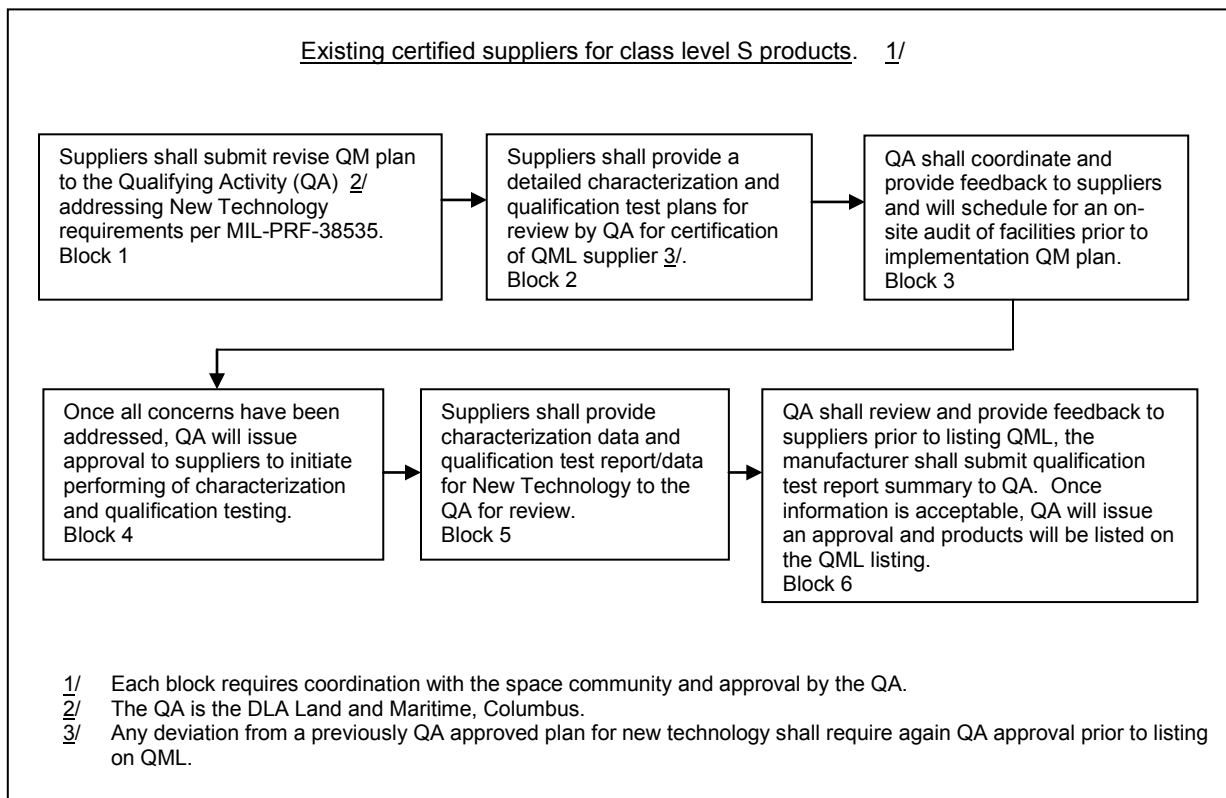 Existing certified suppliers for class level S products. 1/
Suppliers shall submit revise QM plan
to the Qualifying Activity (QA) 2/
addressing New Technology
requirements per MIL-PRF-38535.
Block 1
Suppliers shall provide a
detailed characterization and
qualification test plans for
review by QA for certification
of QML supplier 3/.
Block 2
QA shall coordinate and
provide feedback to suppliers
and will schedule for an on-
site audit of facilities prior to
implementation QM plan.
Block 3
Once all concerns have been
addressed, QA will issue
approval to suppliers to initiate
performing of characterization
and qualification testing.
Block 4
Suppliers shall provide
characterization data and
qualification test report/data
for New Technology to the
QA for review.
Block 5
QA shall review and provide feedback to
suppliers prior to listing QML, the
manufacturer shall submit qualification
test report summary to QA. Once
information is acceptable, QA will issue
an approval and products will be listed on
the QML listing.
Block 6
1/ Each block requires coordination with the space community and approval by the QA.
2/ The QA is the DLA Land and Maritime, Columbus.
3/ Any deviation from a previously QA approved plan for new technology shall require again QA approval prior to listing
on QML.